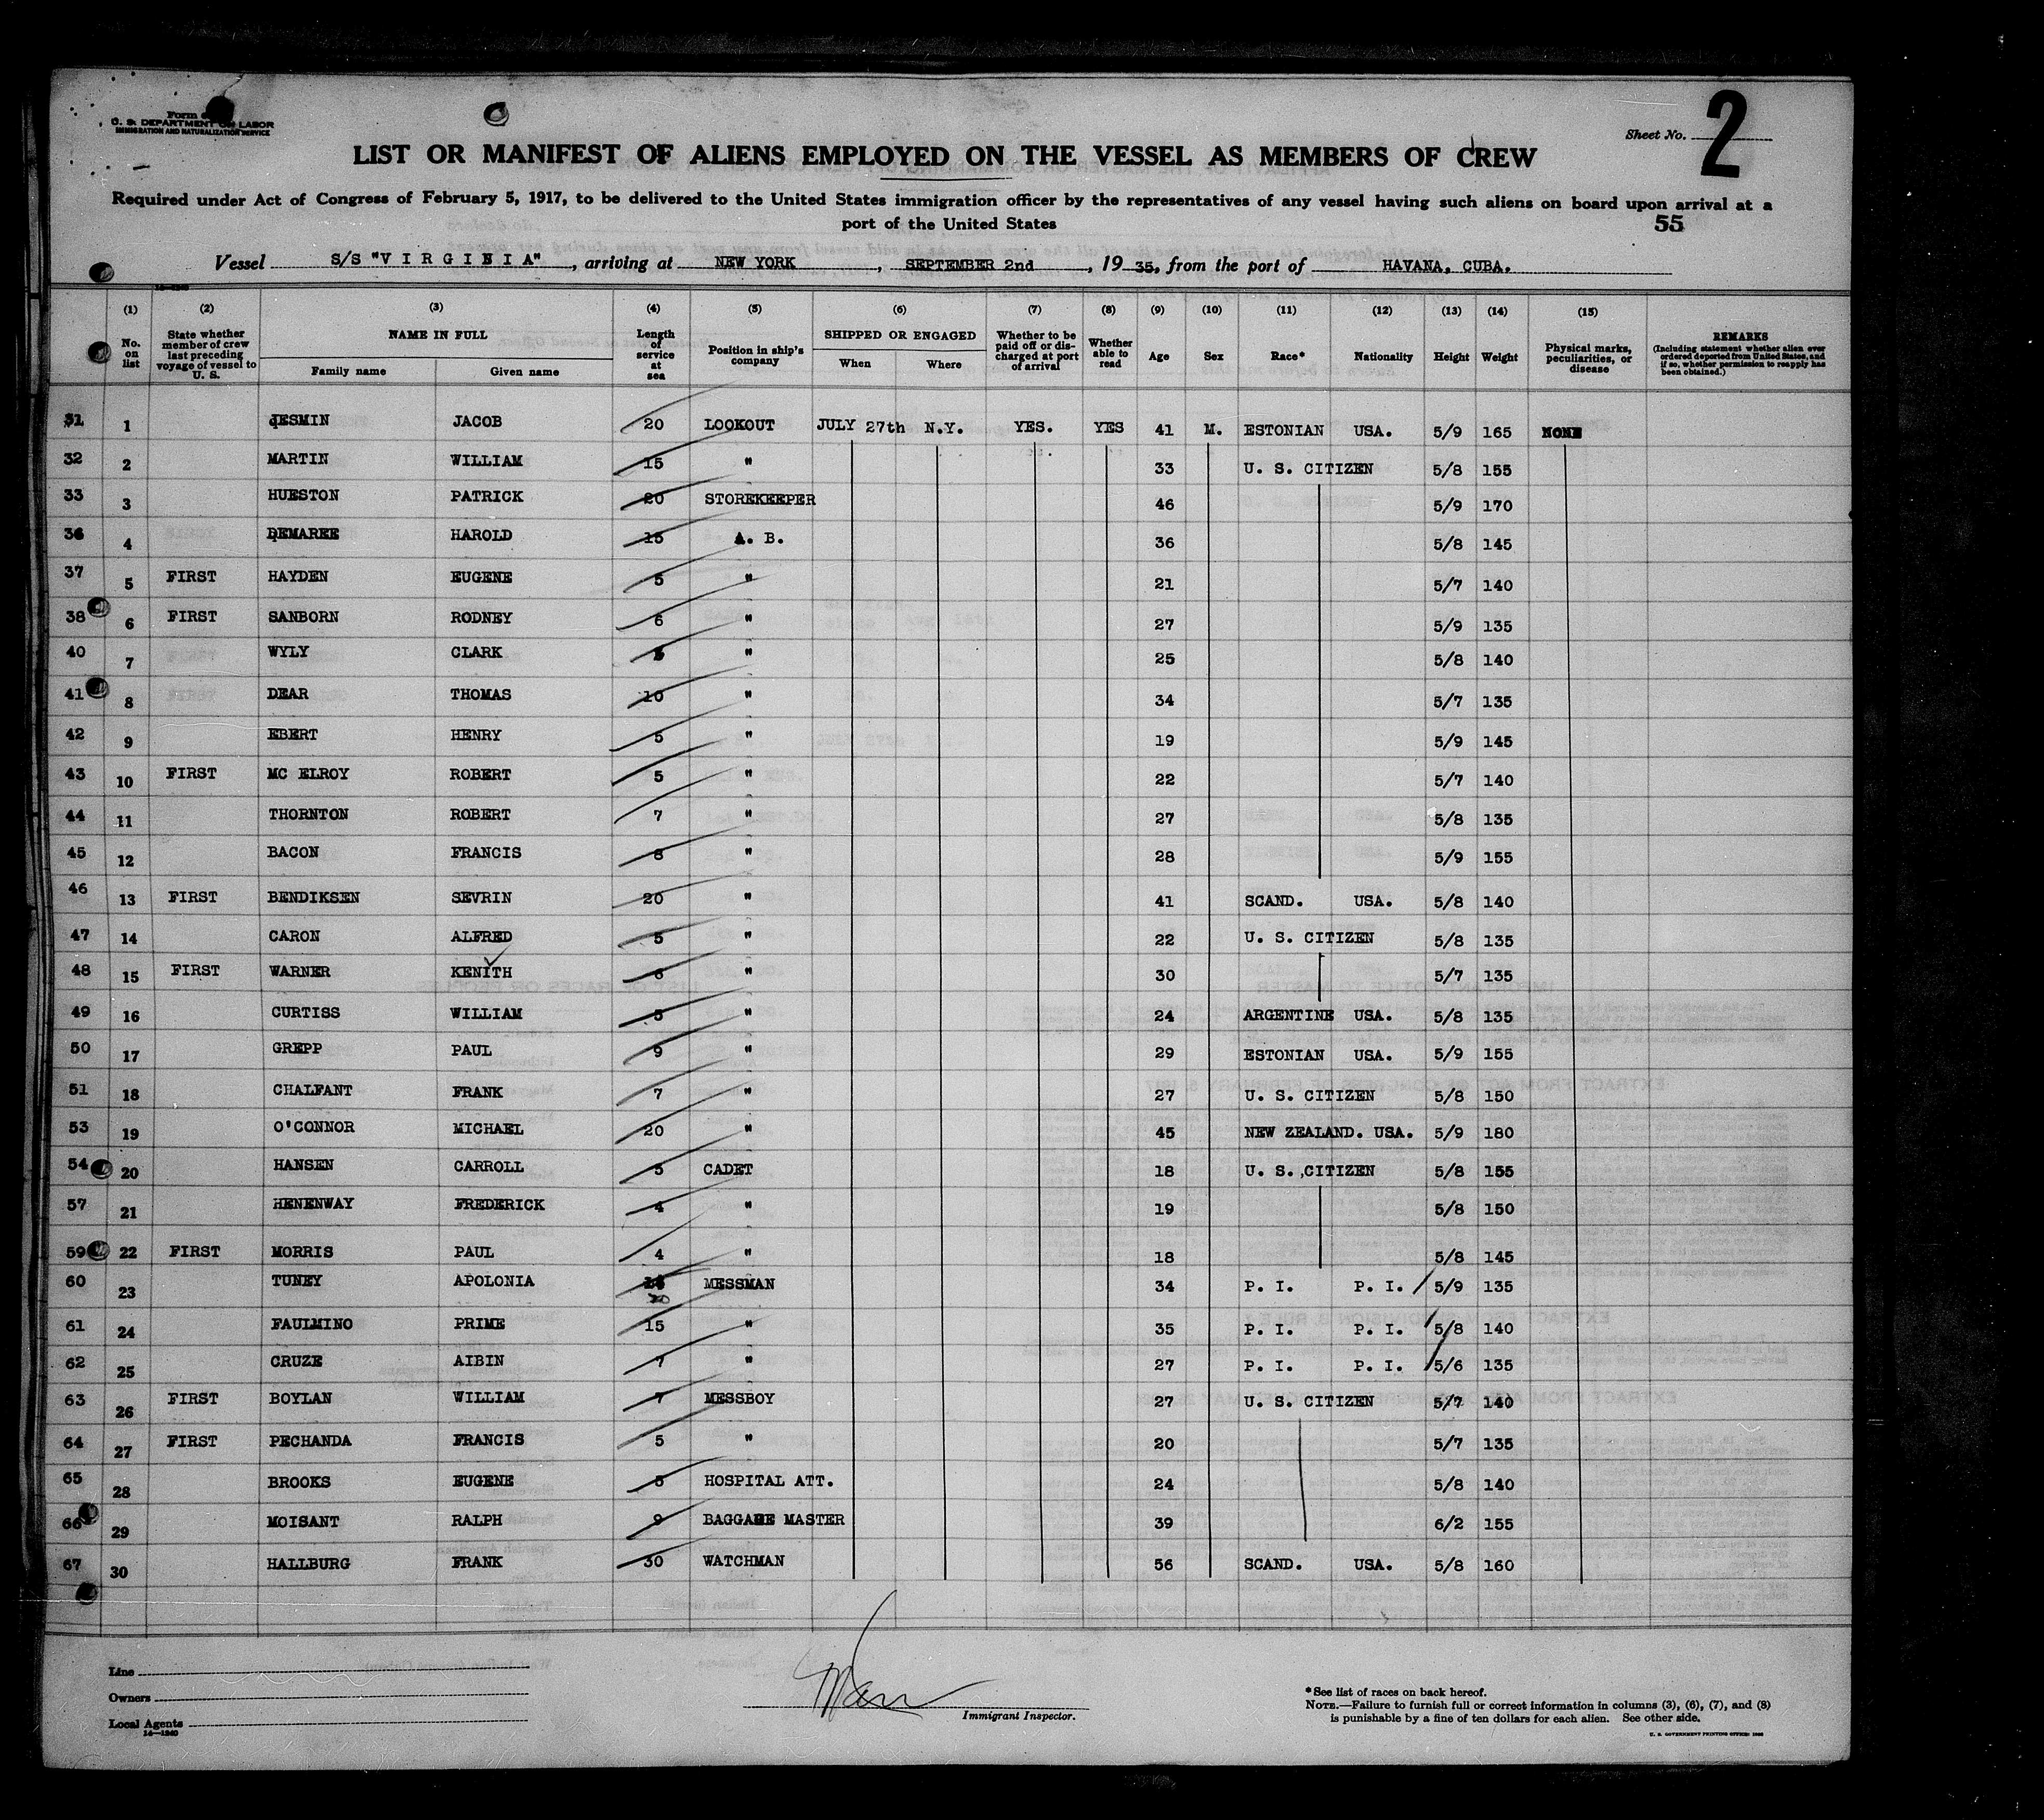 U. S. DEPARTMENT OF LABOR
IMMIGRATION AND NATURALIZATION SERVICE
Sheet No. 2
LIST OR MANIFEST OF ALIENS EMPLOYED ON THE VESSEL AS MEMBERS OF CREW
Required under Act of Congress of February 5, 1917, to be delivered to the United States immigration officer by the representatives of any vessel having such aliens on board upon arrival at a
port of the United States
55
Vessel S/S "VIRGINIA", arriving at NEW YORK, SEPTEMBER 2nd, 19 35, from the port of HAVANA, CUBA.
(1) (2) (3) (4) (5) (6) (7) (8) (9) (10) (11) (12) (13) (14) (15)
No. on list State whether member of crew last preceding voyage of vessel to U. S. NAME IN FULL Family name Given name Length of service at sea Position in ship's company SHIPPED OR ENGAGED When Where Whether to be paid off or discharged at port of arrival Whether able to read Age Sex Race* Nationality Height Weight Physical marks, peculiarities, or disease REMARKS (Including statement whether alien ever ordered deported from United States, and if so, whether permission to reapply has been obtained.)
31 1 JESMIN JACOB 20 LOOKOUT JULY 27th N.Y. YES. YES 41 M. ESTONIAN USA. 5/9 165 NONE
32 2 MARTIN WILLIAM 15 " 33 U. S. CITIZEN 5/8 155
33 3 HUESTON PATRICK 20 STOREKEEPER 46 5/9 170
36 4 DEMAREE HAROLD 15 A. B. 36 5/8 145
37 5 FIRST HAYDEN EUGENE 5 " 21 5/7 140
38 6 FIRST SANBORN RODNEY 6 " 27 5/9 135
40 7 WYLY CLARK " 25 5/8 140
41 8 DEAR THOMAS 10 " 34 5/7 135
42 9 EBERT HENRY 5 " 19 5/9 145
43 10 FIRST MC ELROY ROBERT 5 " 22 5/7 140
44 11 THORNTON ROBERT 7 " 27 5/8 135
45 12 BACON FRANCIS 8 " 28 5/9 155
46 13 FIRST BENDIKSEN SEVRIN 20 " 41 SCAND. USA. 5/8 140
47 14 CARON ALFRED 5 " 22 U. S. CITIZEN 5/8 135
48 15 FIRST WARNER KENITH 6 " 30 5/7 135
49 16 CURTISS WILLIAM 5 " 24 ARGENTINE USA. 5/8 135
50 17 GREPP PAUL 9 " 29 ESTONIAN USA. 5/9 155
51 18 CHALFANT FRANK 7 " 27 U. S. CITIZEN 5/8 150
53 19 O'CONNOR MICHAEL 20 " 45 NEW ZEALAND. USA. 5/9 180
54 20 HANSEN CARROLL 5 CADET 18 U. S. CITIZEN 5/8 155
57 21 HENENWAY FREDERICK 4 " 19 5/8 150
59 22 FIRST MORRIS PAUL 4 " 18 5/8 145
60 23 TUNEY APOLONIA 20 MESSMAN 34 P. I. P. I. 5/9 135
61 24 FAULMINO PRIME 15 " 35 P. I. P. I. 5/8 140
62 25 CRUZE AIBIN 7 " 27 P. I. P. I. 5/6 135
63 26 FIRST BOYLAN WILLIAM 7 MESSBOY 27 U. S. CITIZEN 5/7 140
64 27 FIRST PECHANDA FRANCIS 5 " 20 5/7 135
65 28 BROOKS EUGENE 5 HOSPITAL ATT. 24 5/8 140
66 29 MOISANT RALPH 9 BAGGAGE MASTER 39 6/2 155
67 30 HALLBURG FRANK 30 WATCHMAN 56 SCAND. USA. 5/8 160
Line
Owners
Local Agents
14—1240
Immigrant Inspector.
*See list of races on back hereof.
NOTE.—Failure to furnish full or correct information in columns (3), (6), (7), and (8)
is punishable by a fine of ten dollars for each alien. See other side.